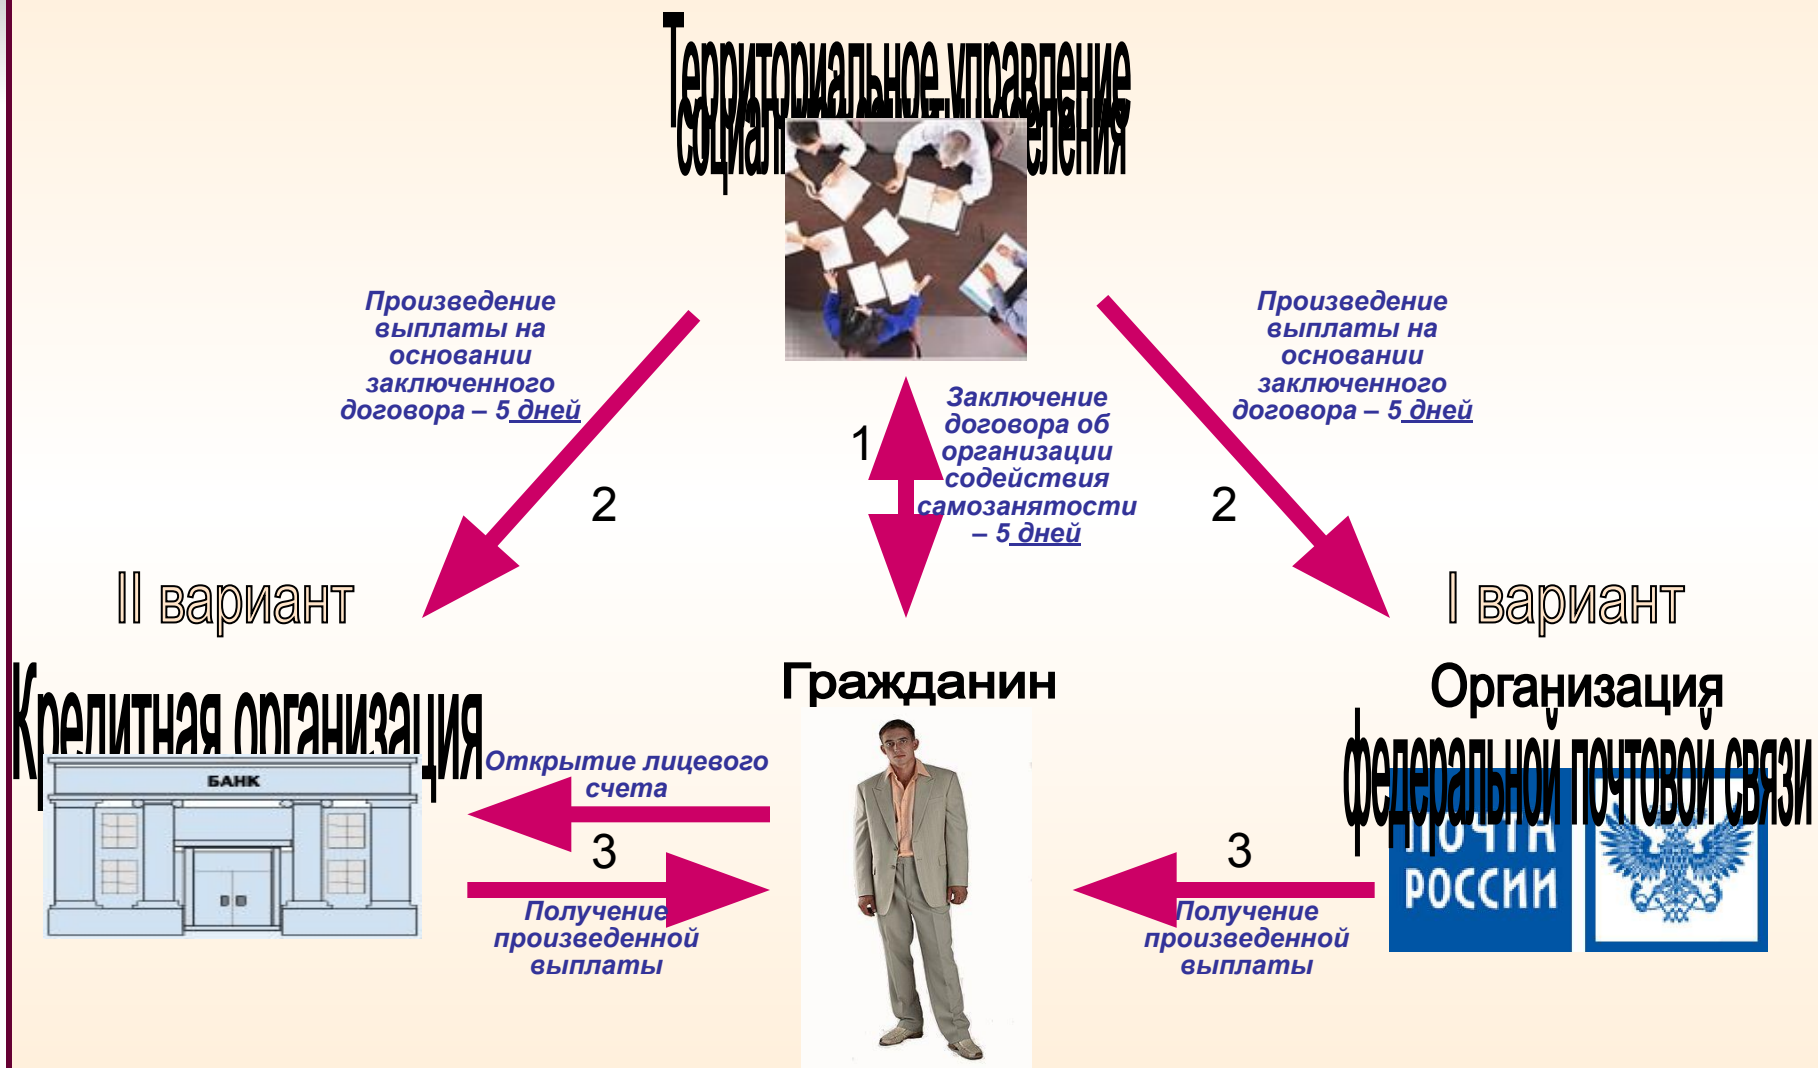 Территориальное управление
Произведение
выплаты на
основании
заключенного
договора – 5 дней
Произведение
выплаты на
основании
заключенного
договора – 5 дней
1
Заключение
договора об
организации
содействия
самозанятости
– 5 дней
2
2
II вариант
I вариант
Кредитная организация
БАНК
Гражданин
Организация
федеральной почтовой связи
ПОЧТА
РОССИИ
Открытие лицевого
счета
3
Получение
произведенной
выплаты
3
Получение
произведенной
выплаты